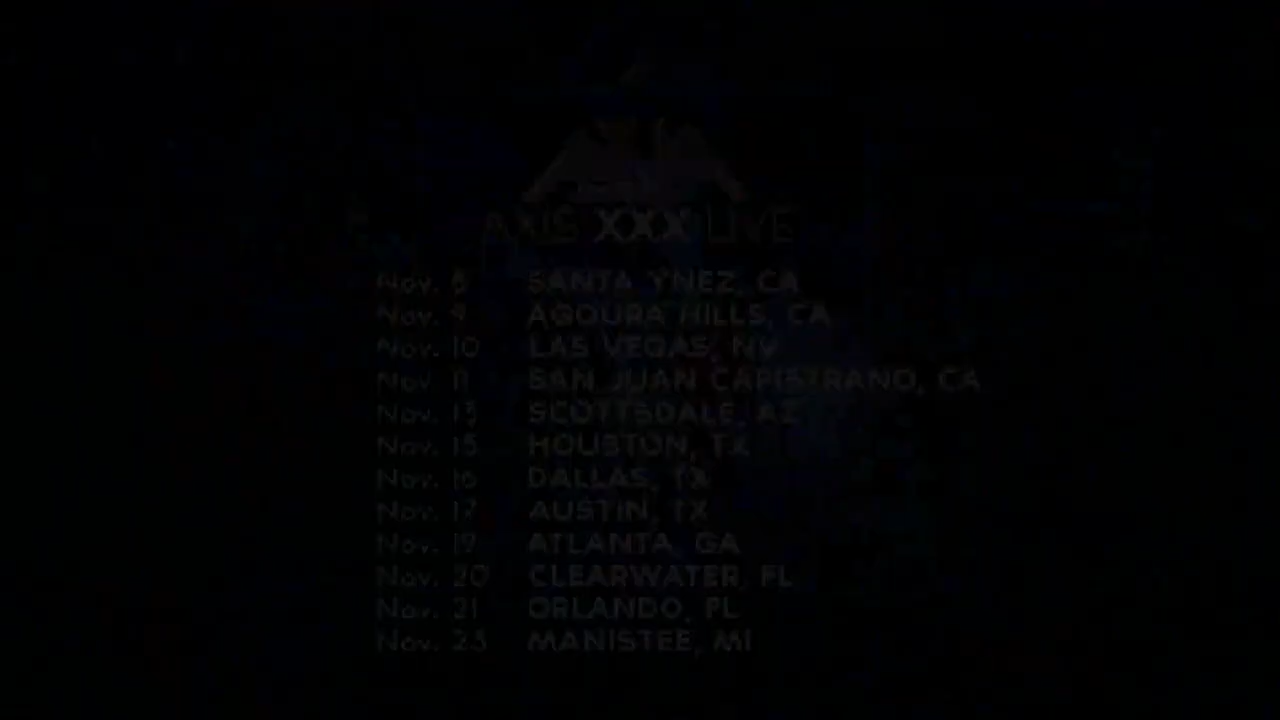 ASIA
AXIS XXX LIVE
Nov. 8 SANTA YNEZ, CA
Nov. 9 AGOURA HILLS, CA
Nov. 10 LAS VEGAS, NV
Nov. 11 SAN JUAN CAPISTRANO, CA
Nov. 13 SCOTTSDALE, AZ
Nov. 15 HOUSTON, TX
Nov. 16 DALLAS, TX
Nov. 17 AUSTIN, TX
Nov. 19 ATLANTA, GA
Nov. 20 CLEARWATER, FL
Nov. 21 ORLANDO, FL
Nov. 23 MANISTEE, MI